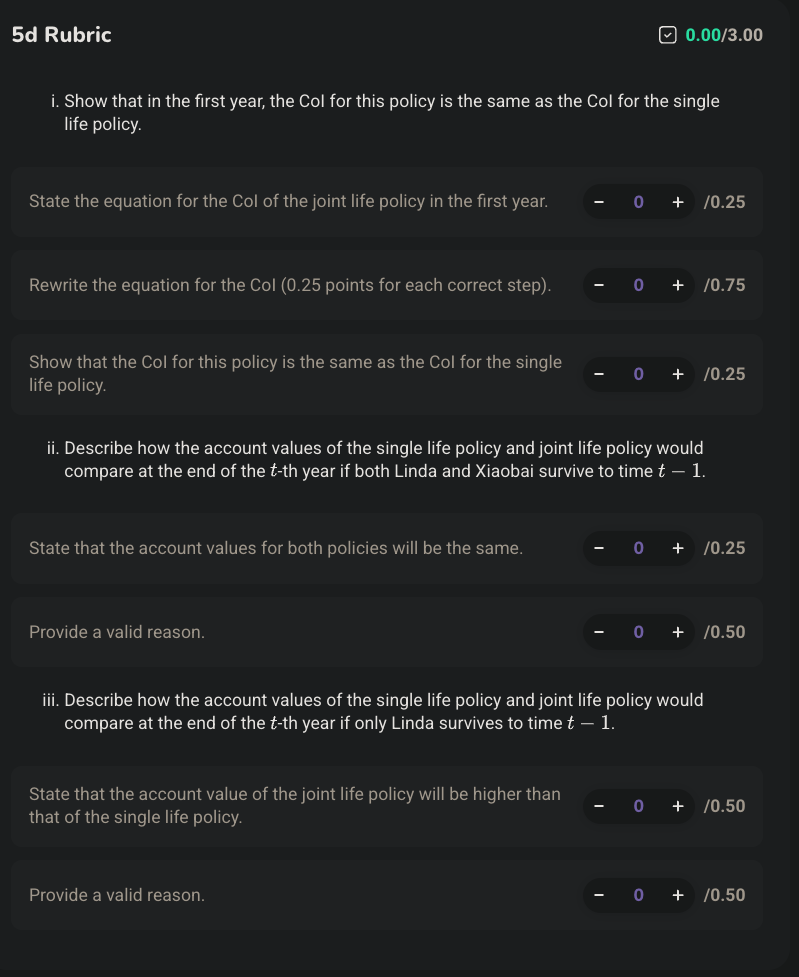 5d Rubric
0.00/3.00
i. Show that in the first year, the CoI for this policy is the same as the CoI for the single
life policy.
State the equation for the CoI of the joint life policy in the first year.
− 0 + /0.25
Rewrite the equation for the CoI (0.25 points for each correct step).
− 0 + /0.75
Show that the CoI for this policy is the same as the CoI for the single
life policy.
− 0 + /0.25
ii. Describe how the account values of the single life policy and joint life policy would
compare at the end of the t-th year if both Linda and Xiaobai survive to time t − 1.
State that the account values for both policies will be the same.
− 0 + /0.25
Provide a valid reason.
− 0 + /0.50
iii. Describe how the account values of the single life policy and joint life policy would
compare at the end of the t-th year if only Linda survives to time t − 1.
State that the account value of the joint life policy will be higher than
that of the single life policy.
− 0 + /0.50
Provide a valid reason.
− 0 + /0.50